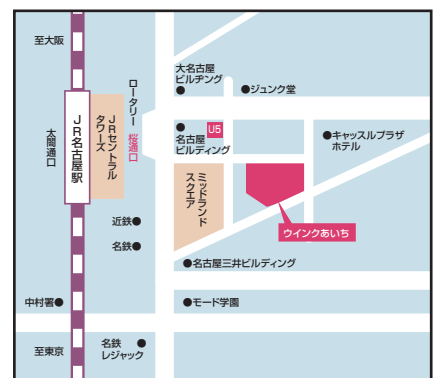 至大阪
大名古屋
ビルヂング
ジュンク堂
ロータリー
桜通口
JRセントラル
タワーズ
JR名古屋駅
太閤通口
U5
名古屋
ビルディング
キャッスルプラザ
ホテル
ミッドランド
スクエア
近鉄
名鉄
ウインクあいち
名古屋三井ビルディング
中村署
モード学園
至東京
名鉄
レジャック